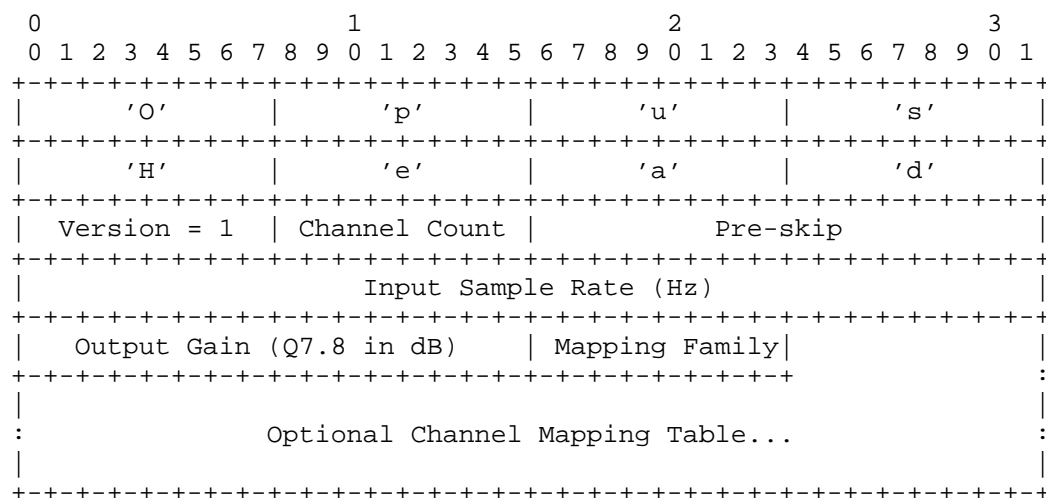 0 1 2 3
0 1 2 3 4 5 6 7 8 9 0 1 2 3 4 5 6 7 8 9 0 1 2 3 4 5 6 7 8 9 0 1
+-+-+-+-+-+-+-+-+-+-+-+-+-+-+-+-+-+-+-+-+-+-+-+-+-+-+-+-+-+-+-+-+
| ’O’ | ’p’ | ’u’ | ’s’ |
+-+-+-+-+-+-+-+-+-+-+-+-+-+-+-+-+-+-+-+-+-+-+-+-+-+-+-+-+-+-+-+-+
| ’H’ | ’e’ | ’a’ | ’d’ |
+-+-+-+-+-+-+-+-+-+-+-+-+-+-+-+-+-+-+-+-+-+-+-+-+-+-+-+-+-+-+-+-+
| Version = 1 | Channel Count | Pre-skip |
+-+-+-+-+-+-+-+-+-+-+-+-+-+-+-+-+-+-+-+-+-+-+-+-+-+-+-+-+-+-+-+-+
| Input Sample Rate (Hz) |
+-+-+-+-+-+-+-+-+-+-+-+-+-+-+-+-+-+-+-+-+-+-+-+-+-+-+-+-+-+-+-+-+
| Output Gain (Q7.8 in dB) | Mapping Family| |
+-+-+-+-+-+-+-+-+-+-+-+-+-+-+-+-+-+-+-+-+-+-+-+-+ :
| |
: Optional Channel Mapping Table... :
| |
+-+-+-+-+-+-+-+-+-+-+-+-+-+-+-+-+-+-+-+-+-+-+-+-+-+-+-+-+-+-+-+-+